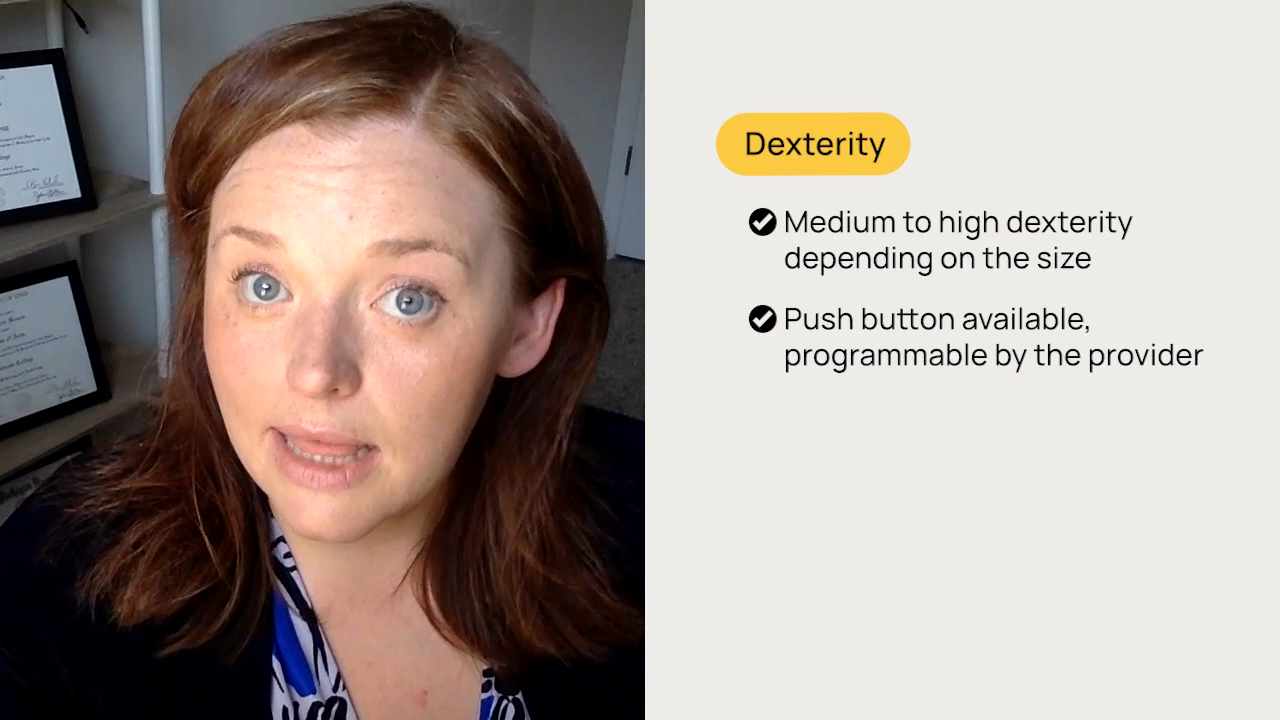 Dexterity
Medium to high dexterity
depending on the size
Push button available,
programmable by the provider